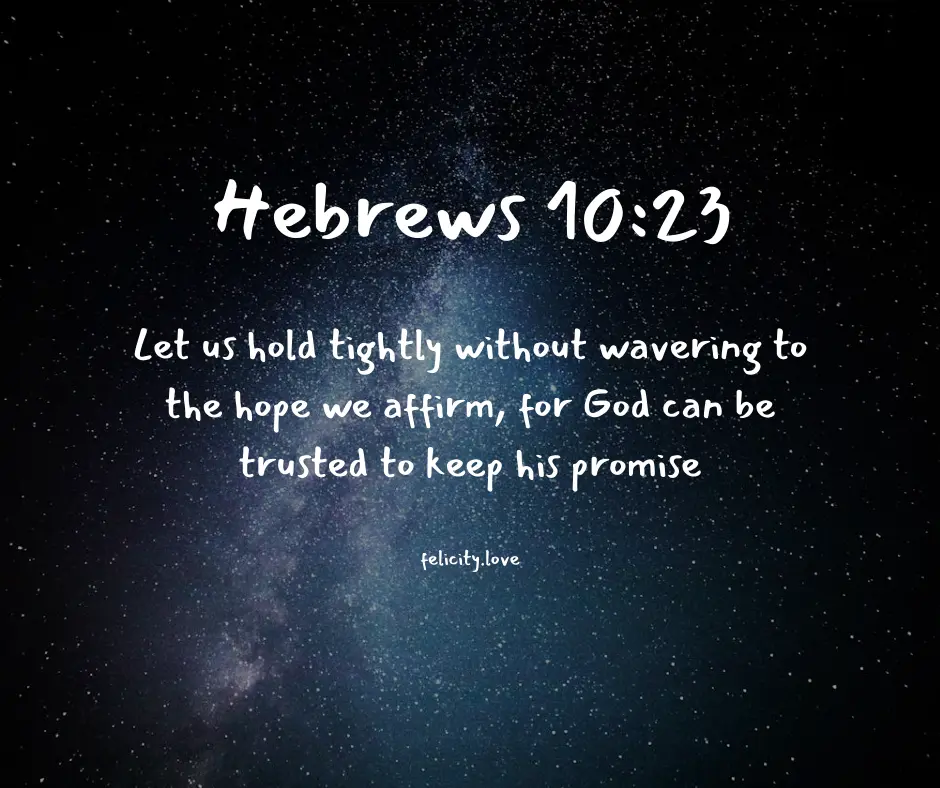 Hebrews 10:23
Let us hold tightly without wavering to
the hope we affirm, for God can be
trusted to keep his promise
felicity.love